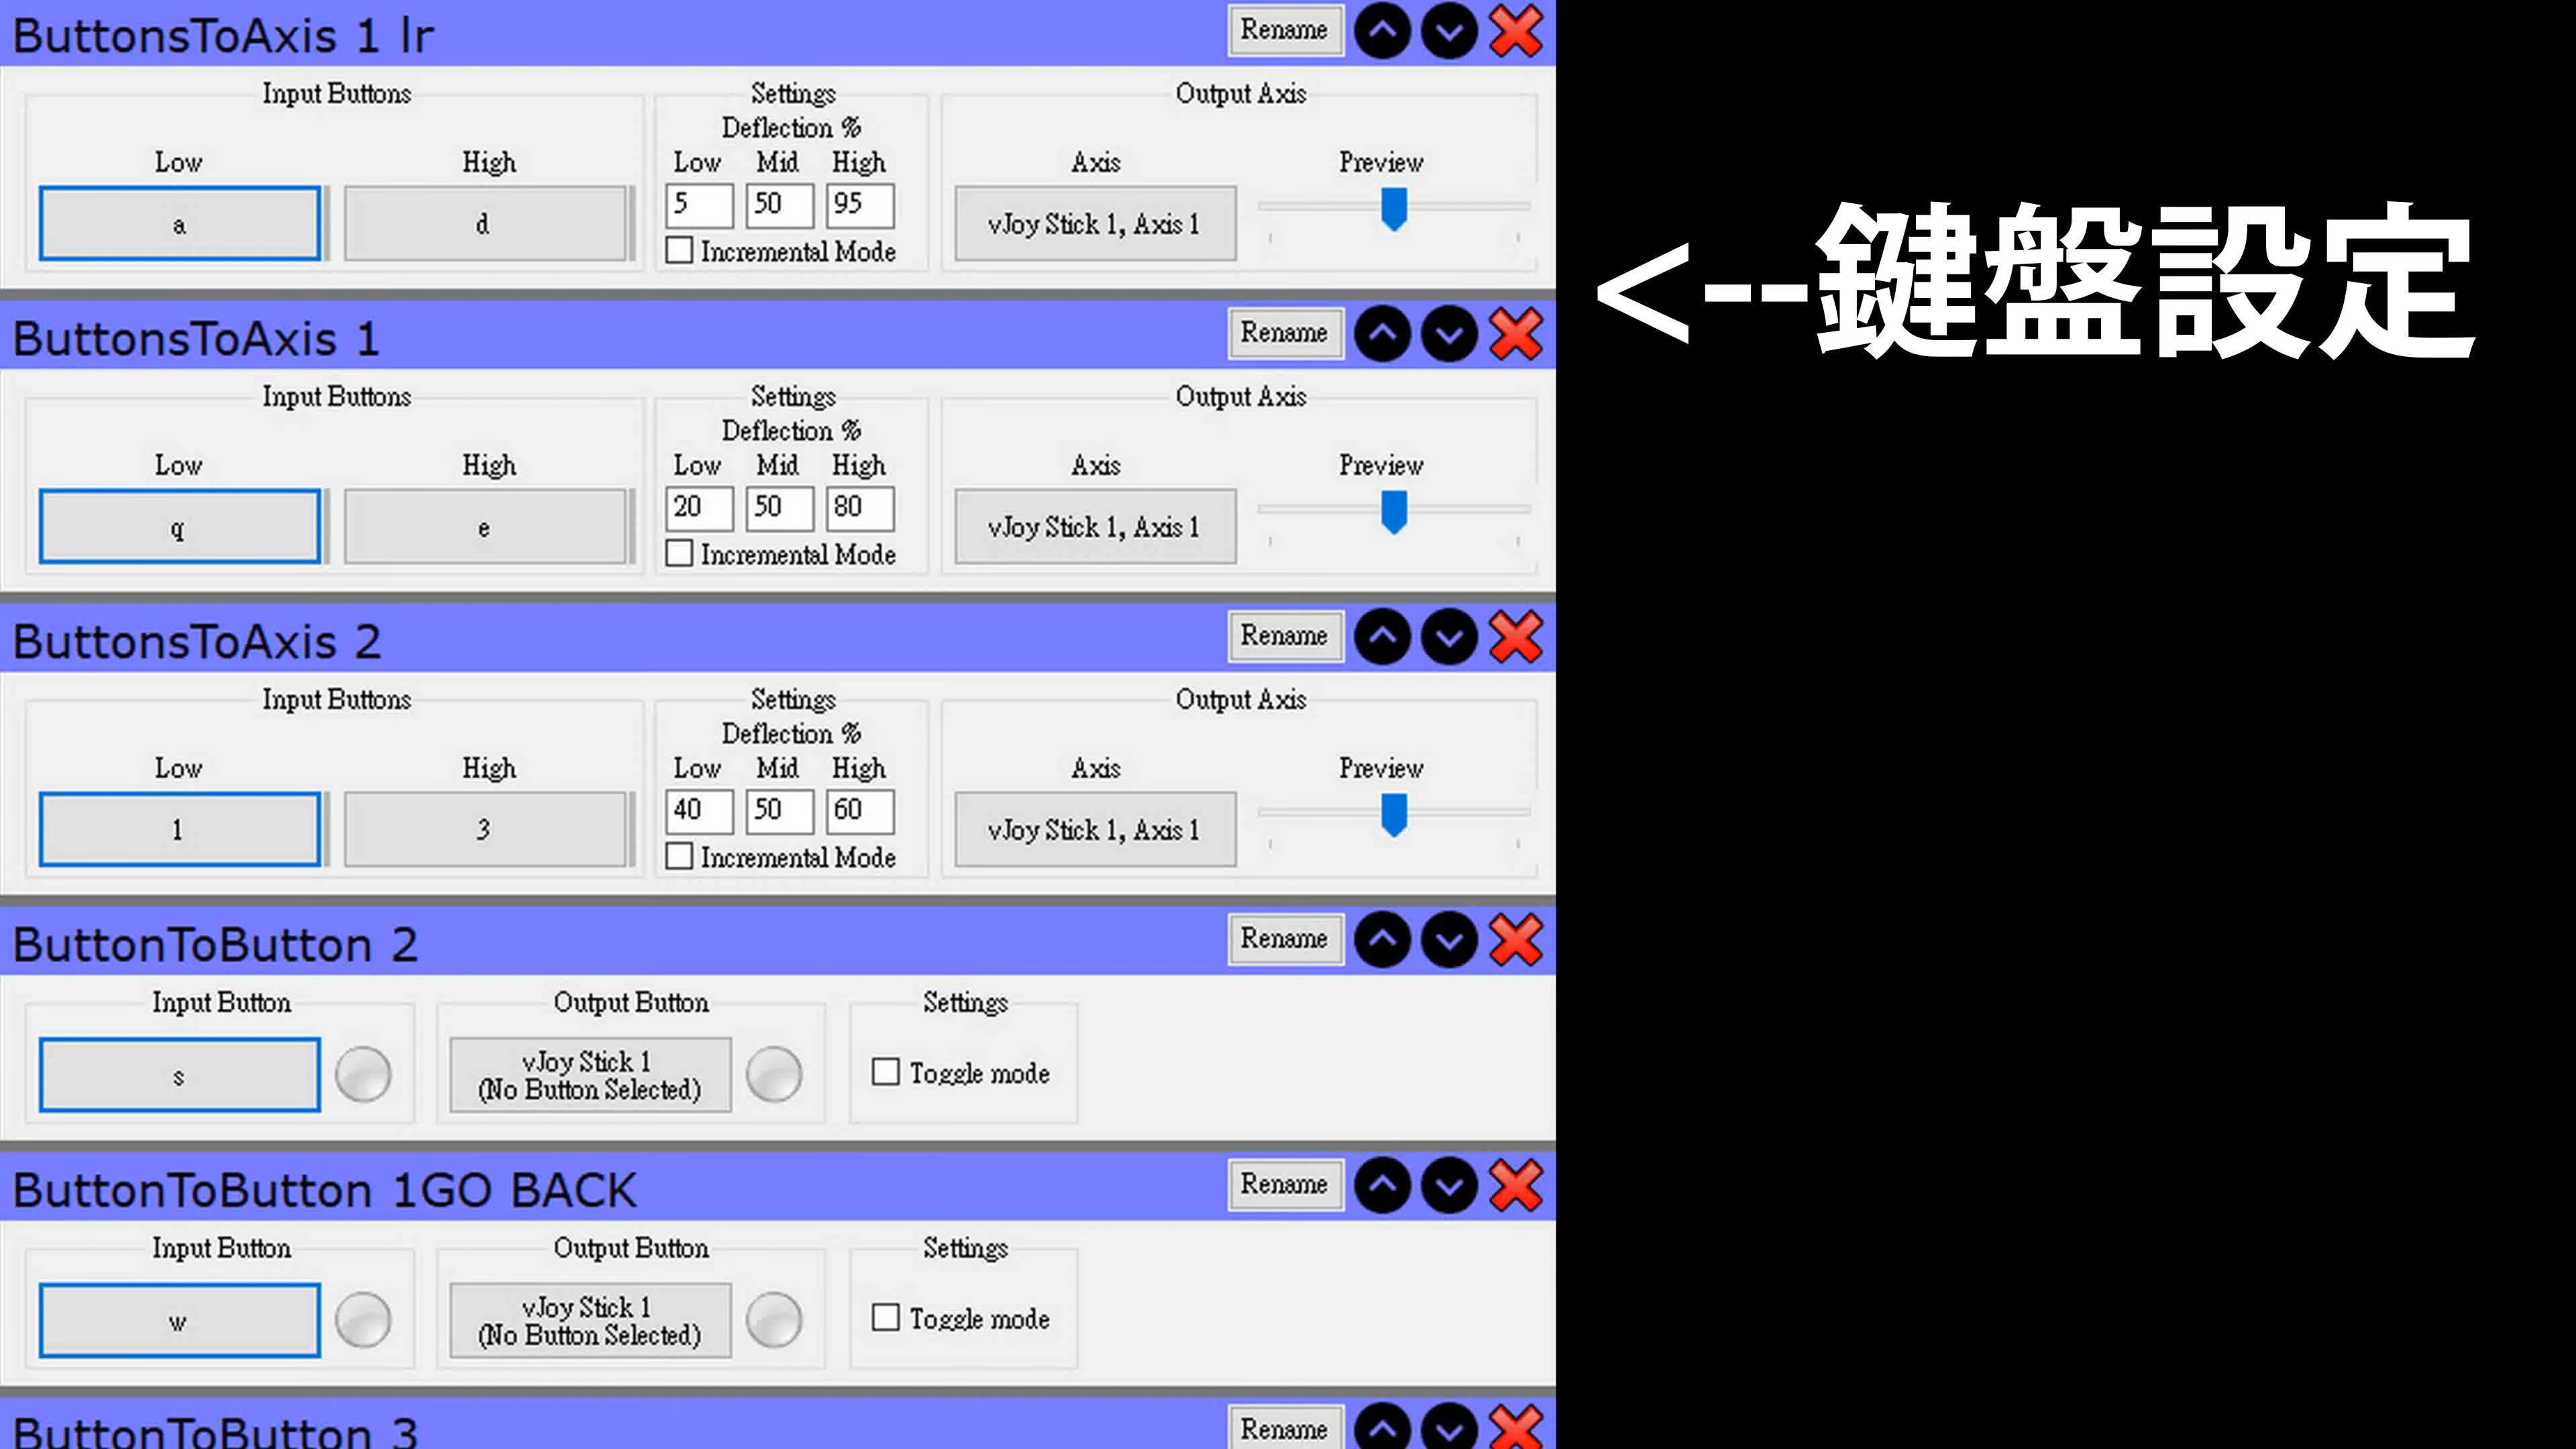 ButtonsToAxis 1 lr
Rename
Input Buttons
Settings
Output Axis
Deflection %
Low High
Low Mid High
Axis Preview
a d
5 50 95
vJoy Stick 1, Axis 1
Incremental Mode
<--鍵盤設定
ButtonsToAxis 1
Rename
Input Buttons
Settings
Output Axis
Deflection %
Low High
Low Mid High
Axis Preview
q e
20 50 80
vJoy Stick 1, Axis 1
Incremental Mode
ButtonsToAxis 2
Rename
Input Buttons
Settings
Output Axis
Deflection %
Low High
Low Mid High
Axis Preview
1 3
40 50 60
vJoy Stick 1, Axis 1
Incremental Mode
ButtonToButton 2
Rename
Input Button
Output Button
Settings
s
vJoy Stick 1
(No Button Selected)
Toggle mode
ButtonToButton 1GO BACK
Rename
Input Button
Output Button
Settings
w
vJoy Stick 1
(No Button Selected)
Toggle mode
ButtonToButton 3
Rename